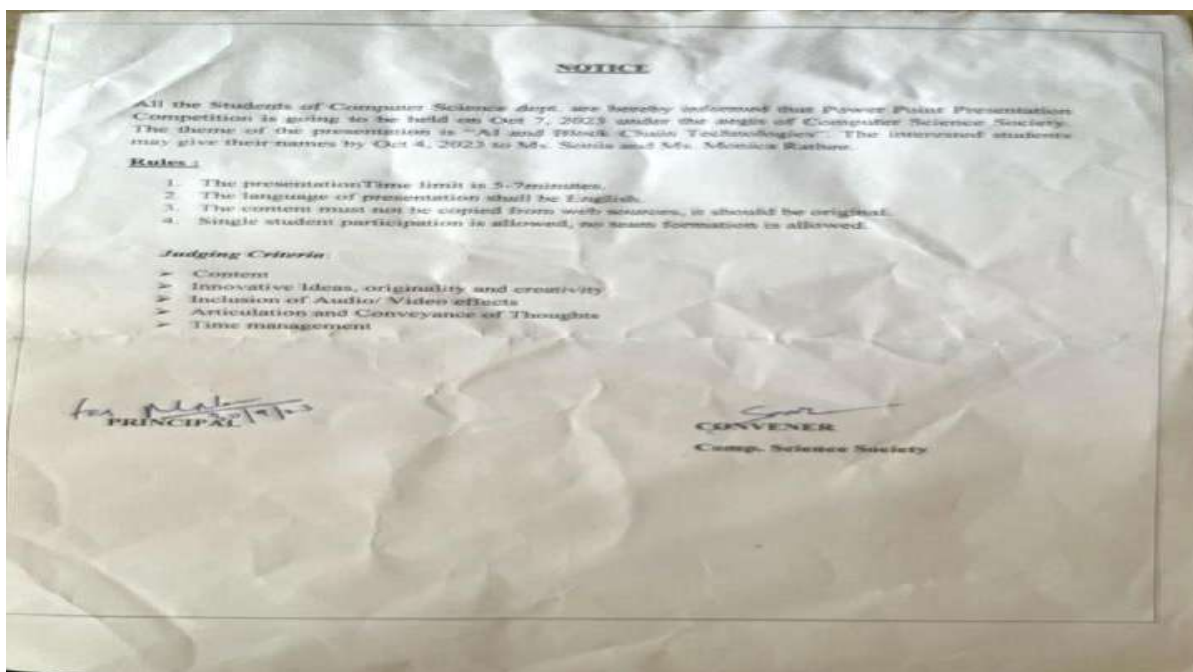 NOTICE
All the Students of Computer Science dept. are hereby informed that Power Point Presentation
Competition is going to be held on Oct 7, 2023 under the aegis of Computer Science Society.
The theme of the presentation is "AI and Block Chain Technologies". The interested students
may give their names by Oct 4, 2023 to Ms. Sonia and Ms. Monica Rathee.
Rules :
1. The presentationTime limit is 5-7minutes.
2. The language of presentation shall be English.
3. The content must not be copied from web sources, it should be original.
4. Single student participation is allowed, no team formation is allowed.
Judging Criteria:
➢ Content
➢ Innovative Ideas, originality and creativity
➢ Inclusion of Audio/ Video effects
➢ Articulation and Conveyance of Thoughts
➢ Time management
for
PRINCIPAL
CONVENER
Comp. Science Society